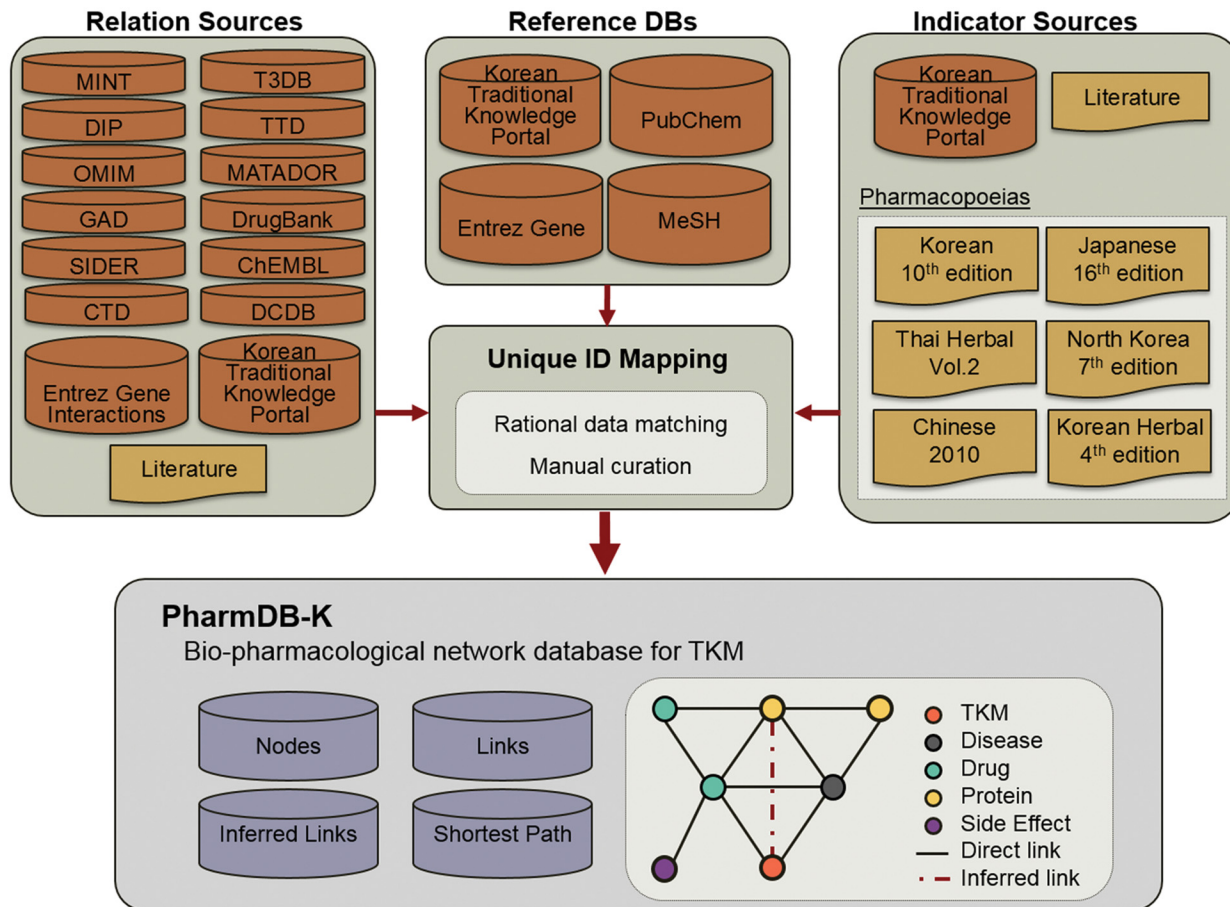 Relation Sources
MINT
T3DB
DIP
TTD
OMIM
MATADOR
GAD
DrugBank
SIDER
ChEMBL
CTD
DCDB
Entrez Gene
Interactions
Korean
Traditional
Knowledge
Portal
Literature
Reference DBs
Korean
Traditional
Knowledge
Portal
PubChem
Entrez Gene
MeSH
Indicator Sources
Korean
Traditional
Knowledge
Portal
Literature
Pharmacopoeias
Korean
10th edition
Japanese
16th edition
Thai Herbal
Vol.2
North Korea
7th edition
Chinese
2010
Korean Herbal
4th edition
Unique ID Mapping
Rational data matching
Manual curation
PharmDB-K
Bio-pharmacological network database for TKM
Nodes
Links
Inferred Links
Shortest Path
TKM
Disease
Drug
Protein
Side Effect
Direct link
Inferred link